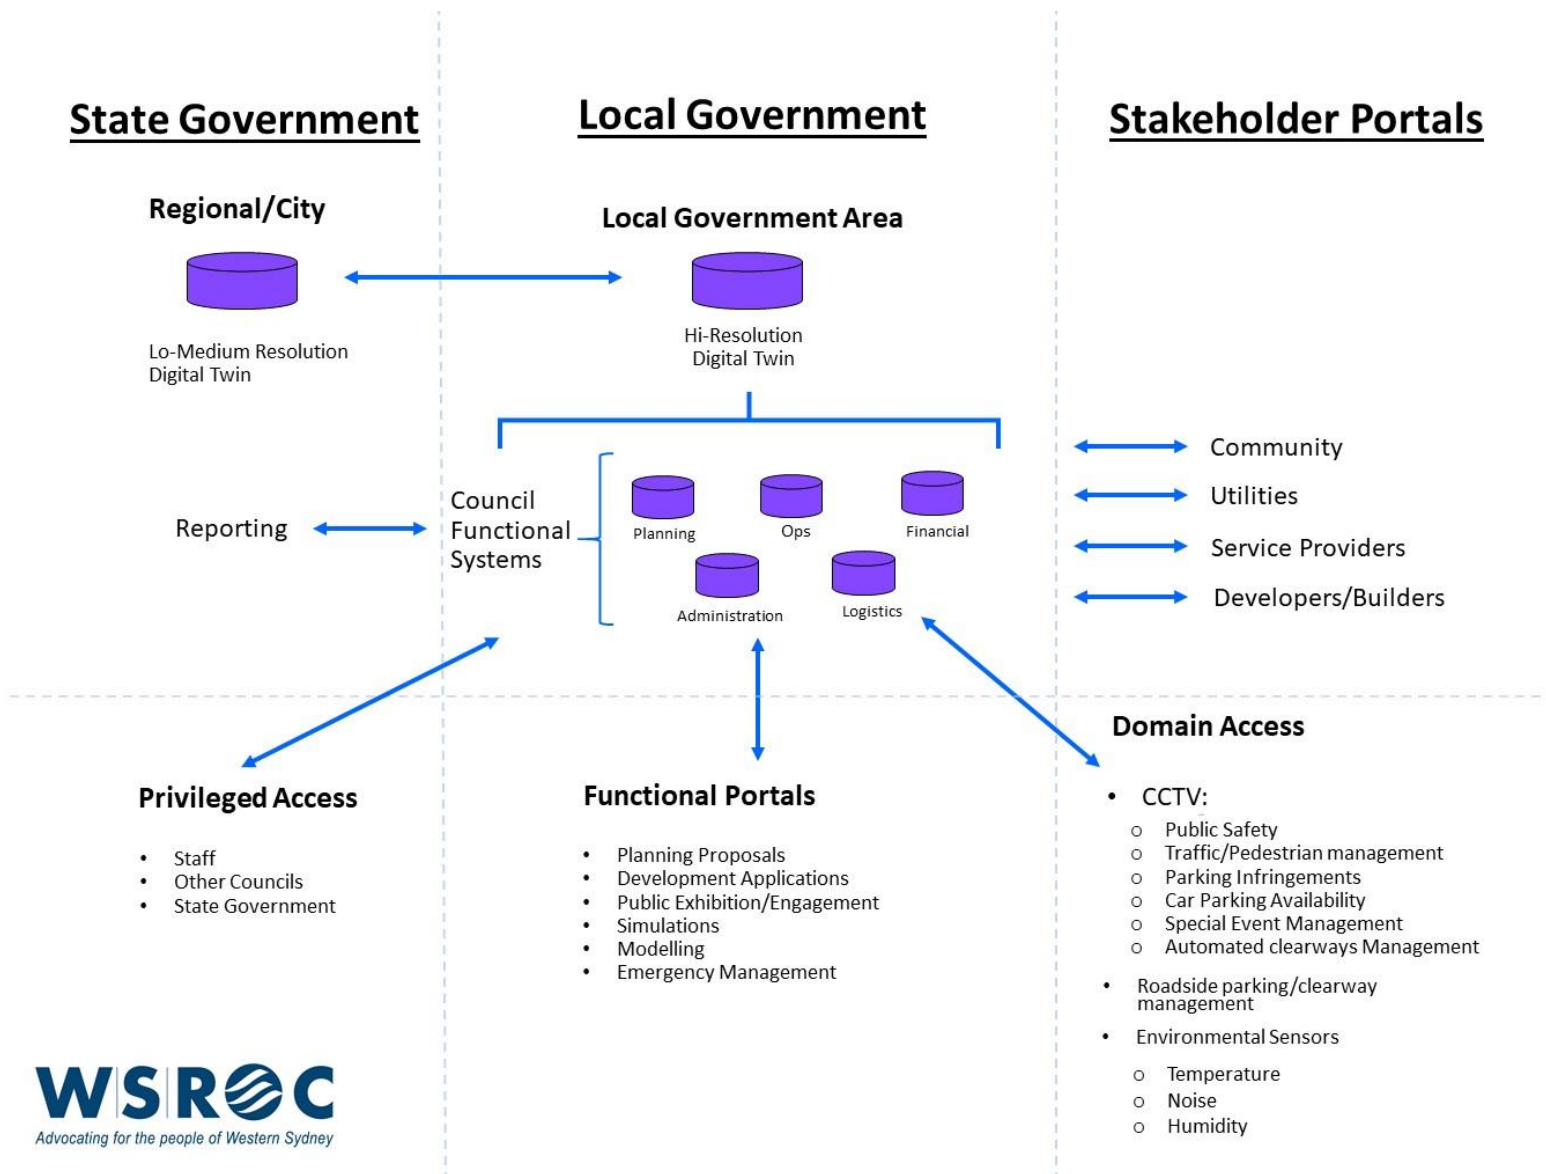 State Government
Regional/City
Lo-Medium Resolution
Digital Twin
Reporting
Local Government
Local Government Area
Hi-Resolution
Digital Twin
Council
Functional
Systems
Planning
Ops
Financial
Administration
Logistics
Stakeholder Portals
Community
Utilities
Service Providers
Developers/Builders
Privileged Access
• Staff
• Other Councils
• State Government
Functional Portals
• Planning Proposals
• Development Applications
• Public Exhibition/Engagement
• Simulations
• Modelling
• Emergency Management
Domain Access
• CCTV:
o Public Safety
o Traffic/Pedestrian management
o Parking Infringements
o Car Parking Availability
o Special Event Management
o Automated clearways Management
• Roadside parking/clearway
management
• Environmental Sensors
o Temperature
o Noise
o Humidity
WSROC
Advocating for the people of Western Sydney